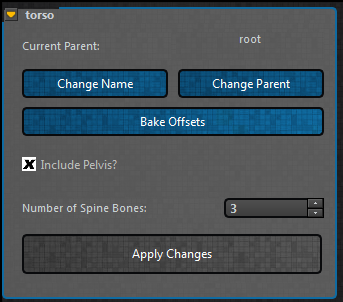 torso
Current Parent: root
Change Name Change Parent
Bake Offsets
Include Pelvis?
Number of Spine Bones: 3
Apply Changes